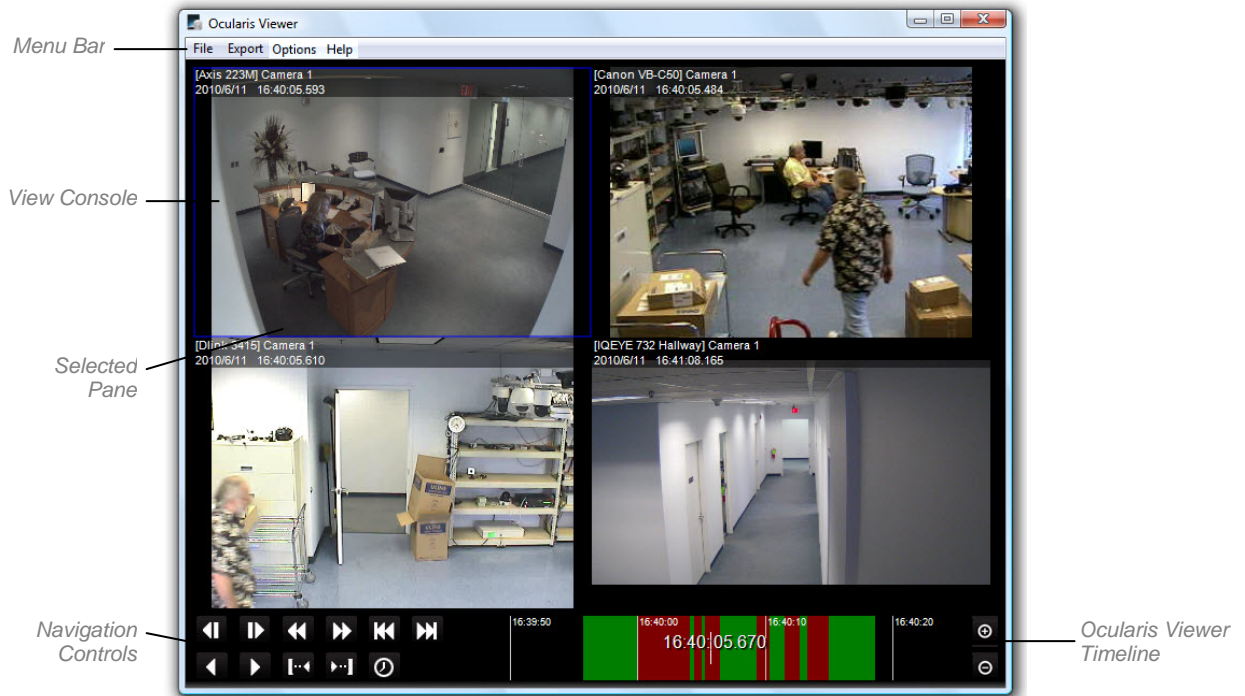 Ocularis Viewer
Menu Bar
File Export Options Help
[Axis 223M] Camera 1
2010/6/11 16:40:05.593
[Canon VB-C50] Camera 1
2010/6/11 16:40:05.484
View Console
Selected
Pane
[Dlink 3415] Camera 1
2010/6/11 16:40:05.610
[IQEYE 732 Hallway] Camera 1
2010/6/11 16:41:08.165
Navigation
Controls
16:39:50
16:40:00
16:40:10
16:40:20
16:40:05.670
Ocularis Viewer
Timeline